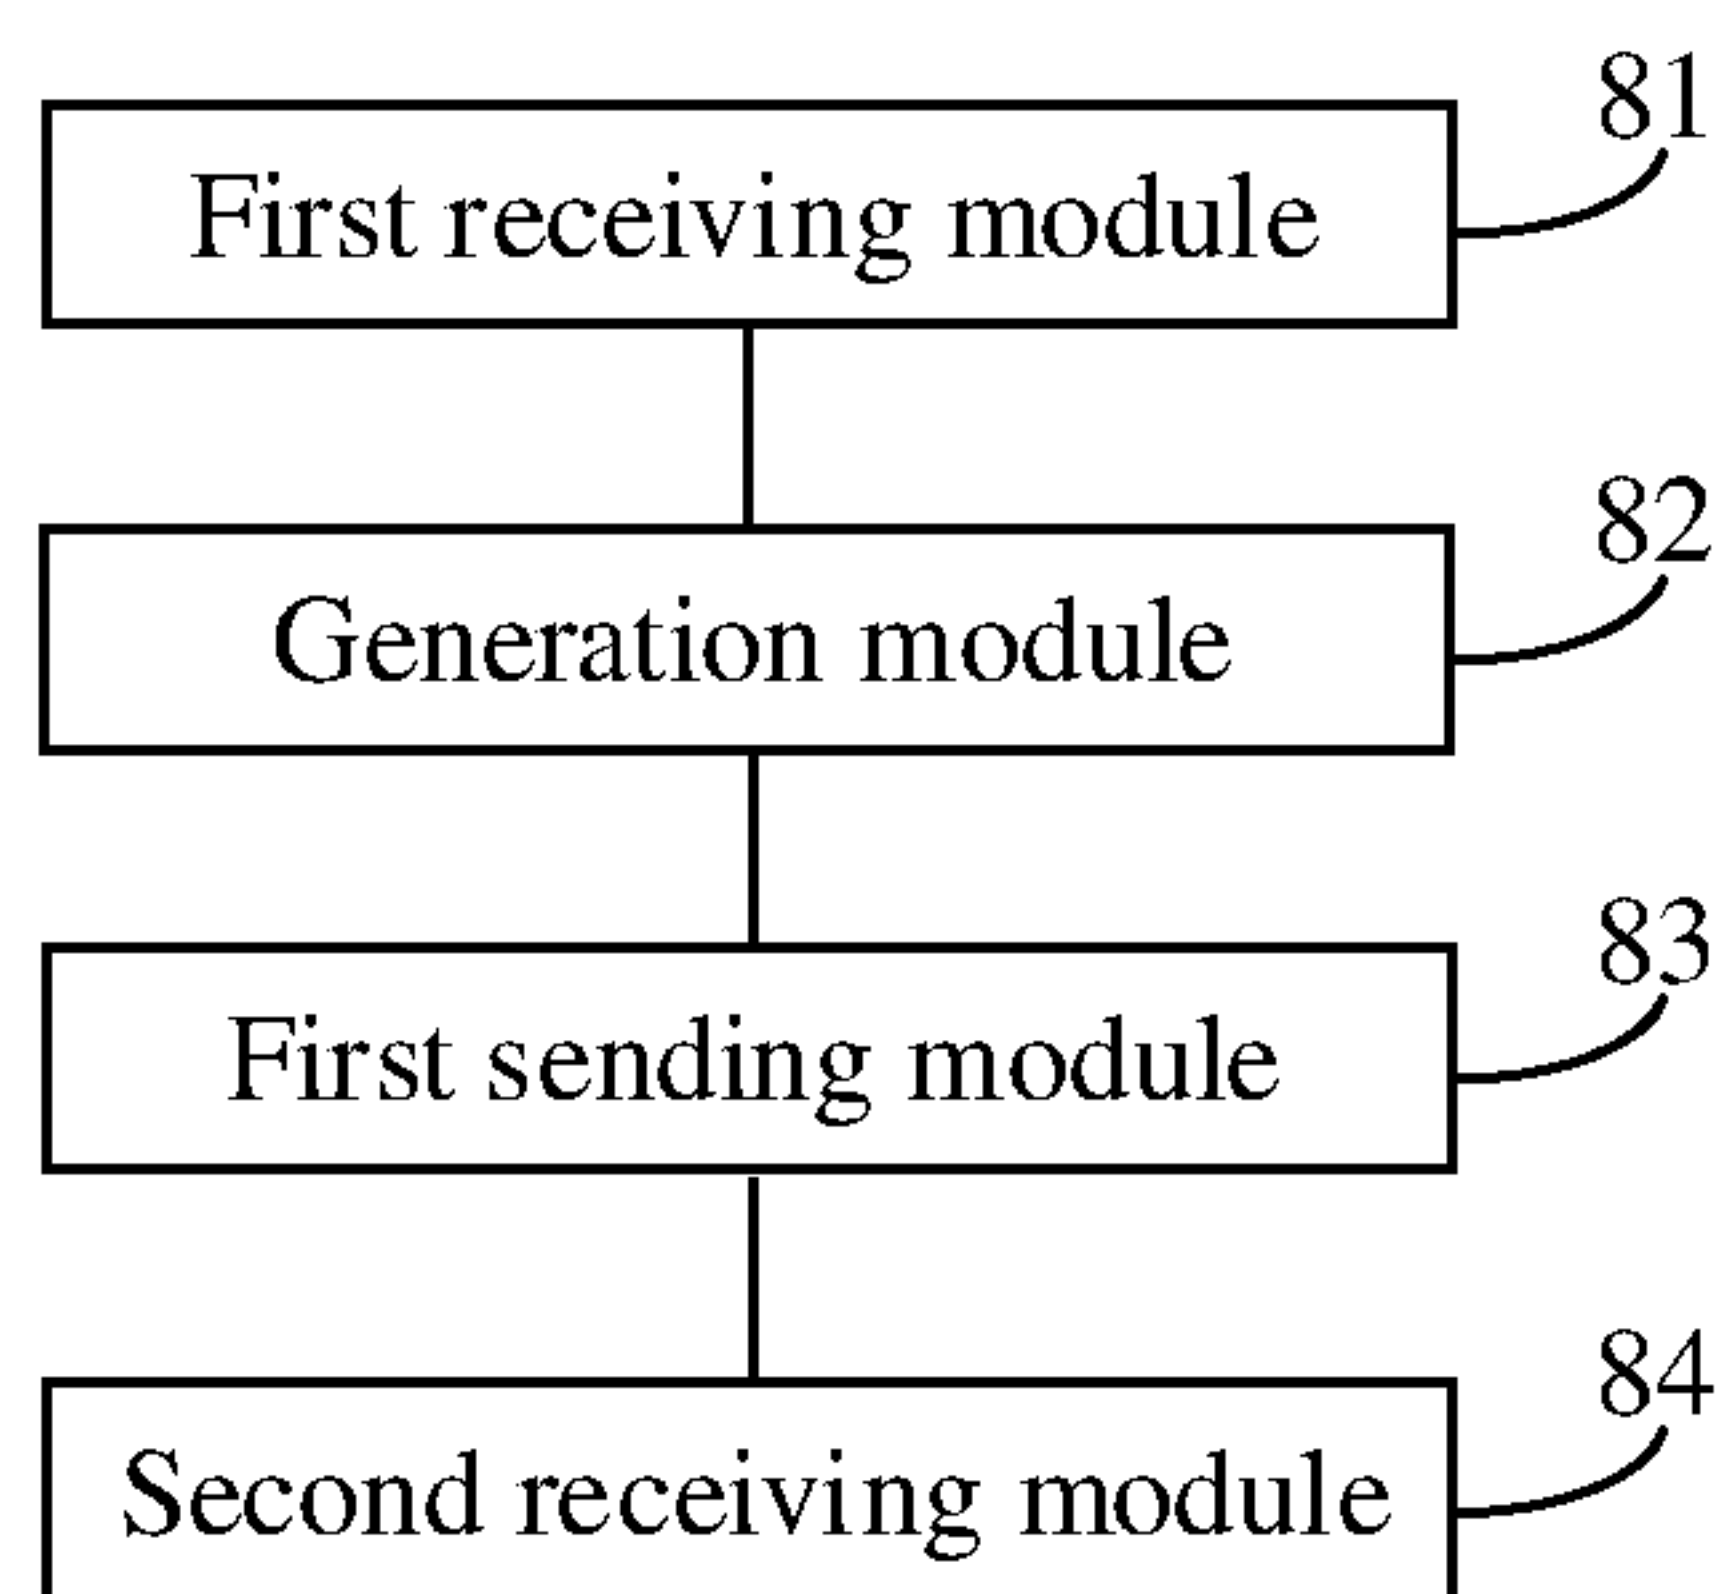 81
First receiving module
82
Generation module
83
First sending module
84
Second receiving module